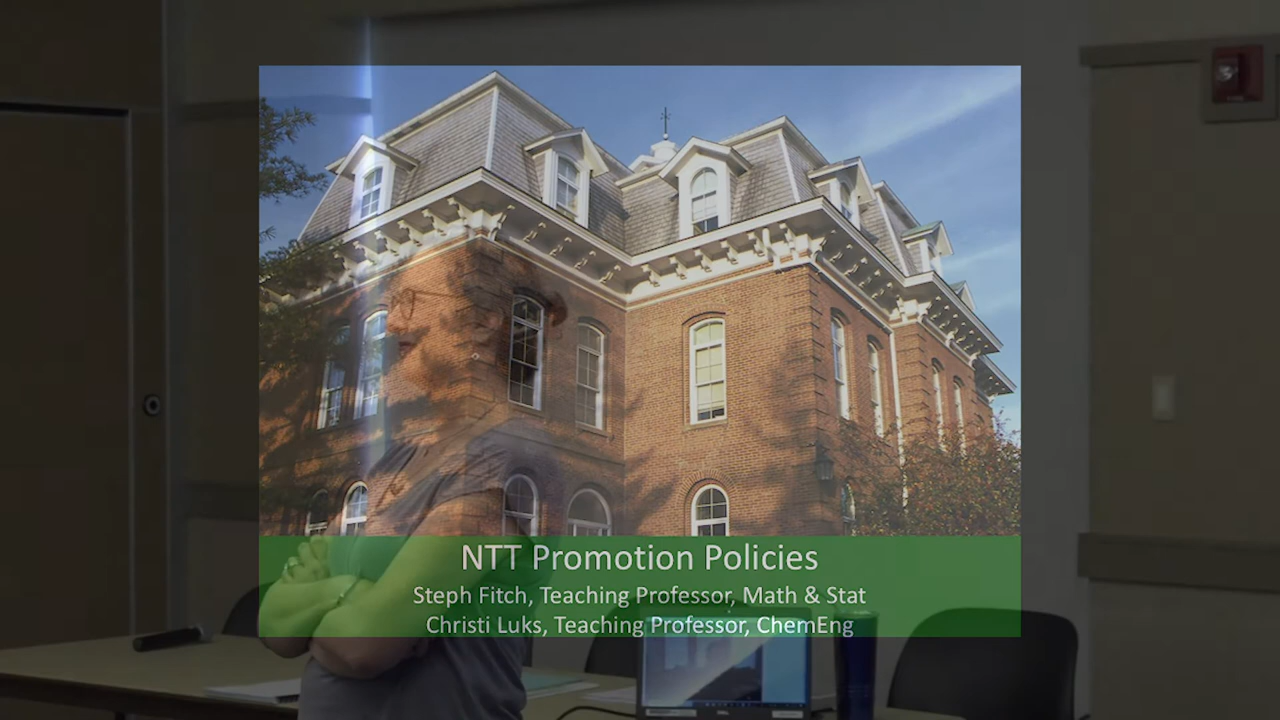 NTT Promotion Policies
Steph Fitch, Teaching Professor, Math & Stat
Christi Luks, Teaching Professor, ChemEng